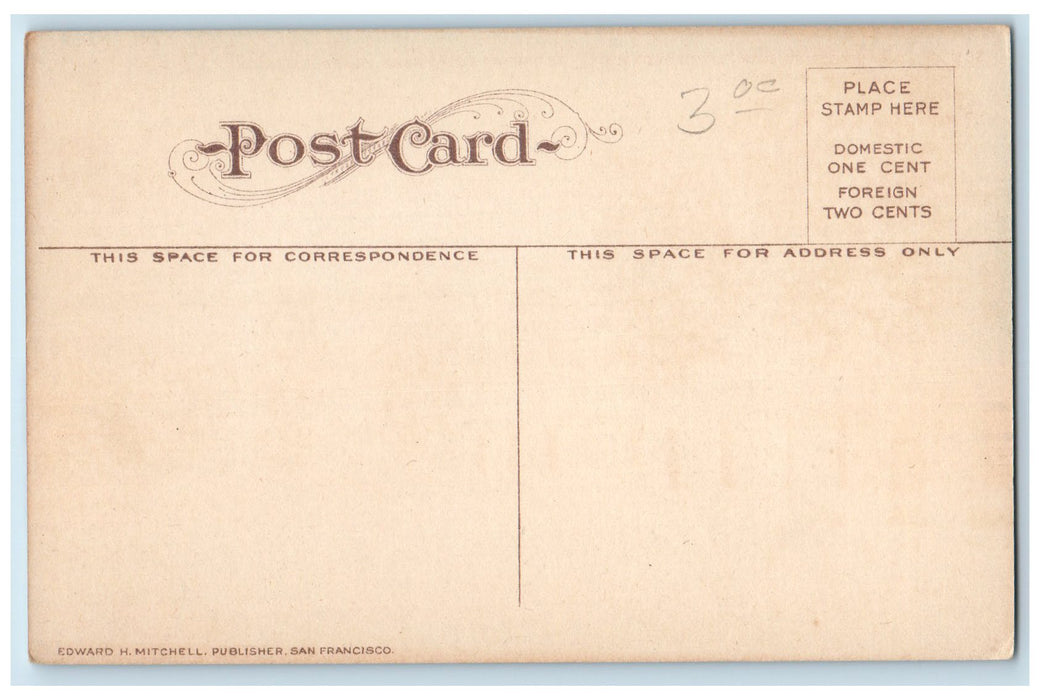 Post Card
3 00
PLACE
STAMP HERE
DOMESTIC
ONE CENT
FOREIGN
TWO CENTS
THIS SPACE FOR CORRESPONDENCE
THIS SPACE FOR ADDRESS ONLY
EDWARD H. MITCHELL, PUBLISHER, SAN FRANCISCO.